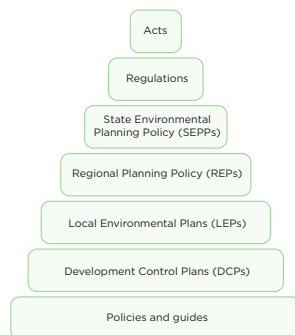 Acts
Regulations
State Environmental
Planning Policy (SEPPs)
Regional Planning Policy (REPs)
Local Environmental Plans (LEPs)
Development Control Plans (DCPs)
Policies and guides